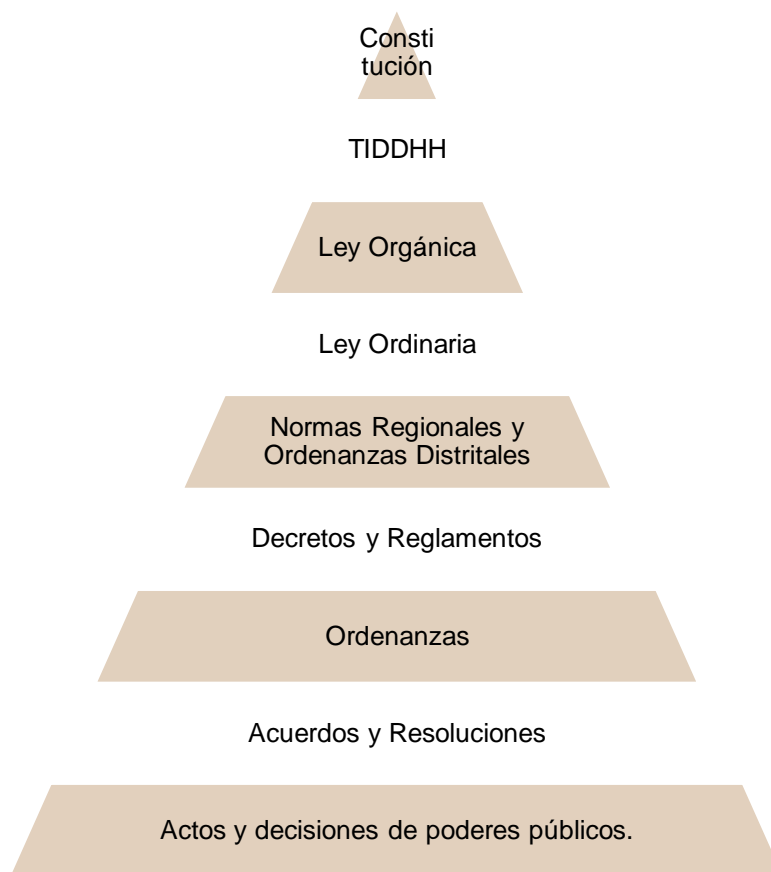 Consti
tución
TIDDHH
Ley Orgánica
Ley Ordinaria
Normas Regionales y
Ordenanzas Distritales
Decretos y Reglamentos
Ordenanzas
Acuerdos y Resoluciones
Actos y decisiones de poderes públicos.